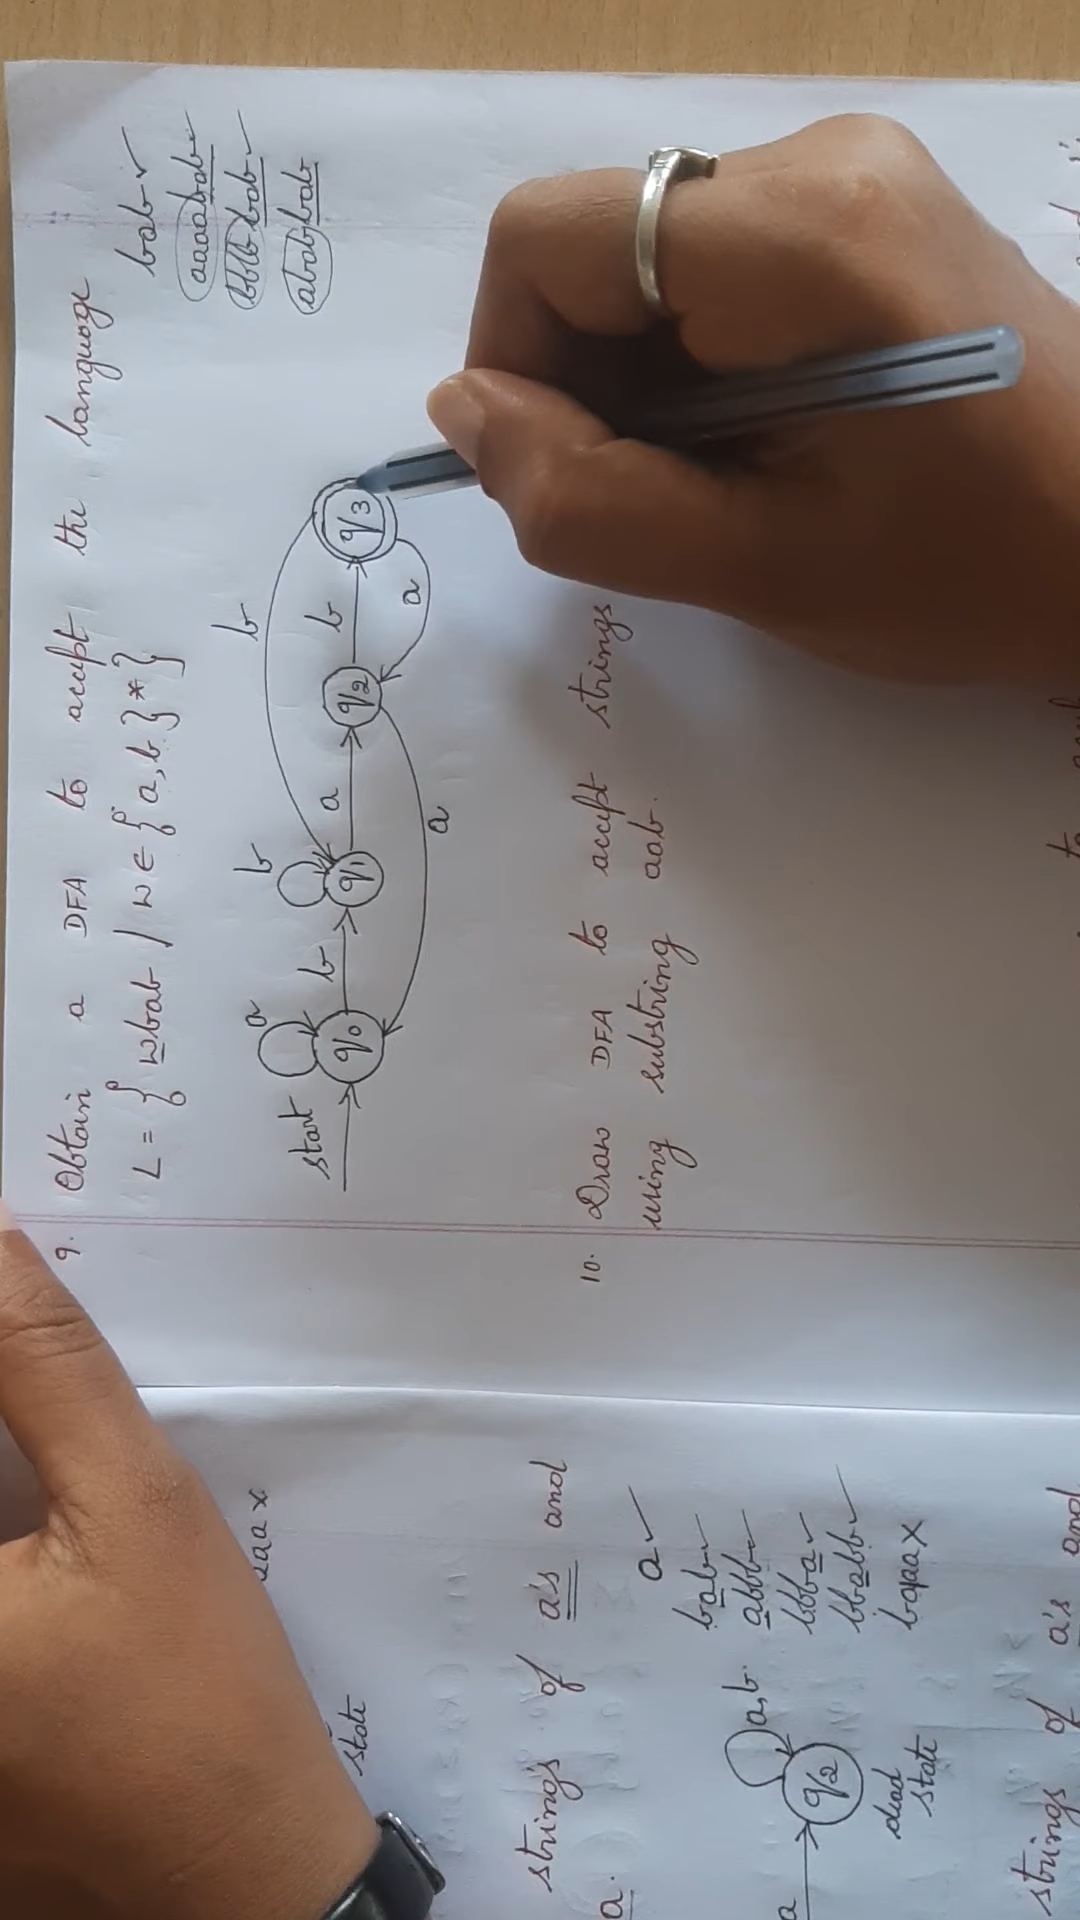 9. Obtain a DFA to accept the language
L = { wbab / w ∈ { a, b }* }
bab ✓
aaaabab ✓
bbbbab ✓
ababbab
start
a
b
b
a
b
b
a
a
q0
q1
q2
q3
10. Draw DFA to accept strings
using substring aab.
aaa x
state
strings of a's and
a.
a ✓
bab ✓
abbb ✓
bbba ✓
bbabb ✓
a
q2
a,b.
dead
state
strings of a's and